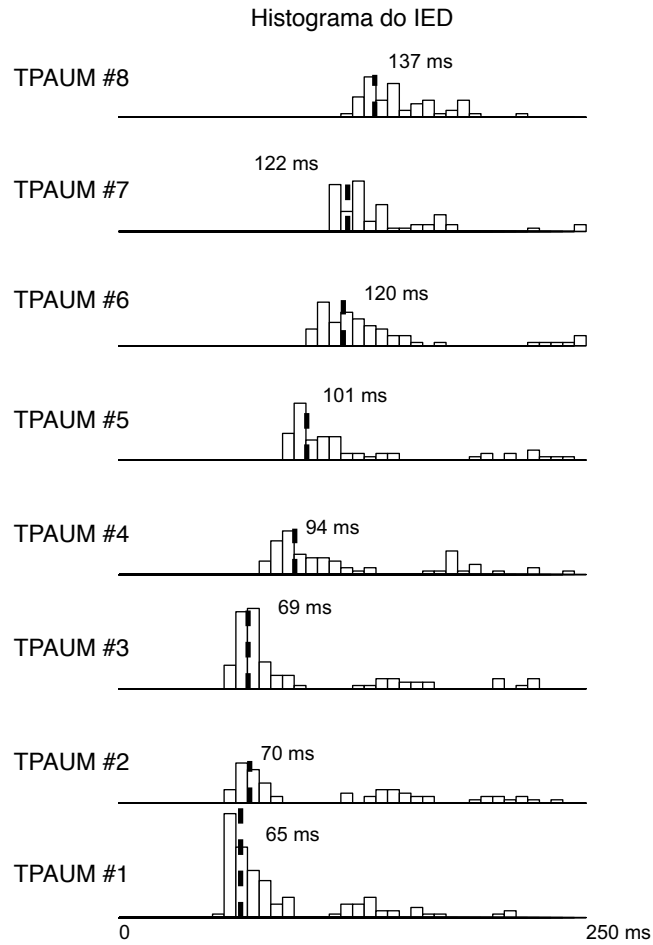 Histograma do IED
137 ms
TPAUM #8
122 ms
TPAUM #7
120 ms
TPAUM #6
101 ms
TPAUM #5
94 ms
TPAUM #4
69 ms
TPAUM #3
70 ms
TPAUM #2
65 ms
TPAUM #1
0 250 ms